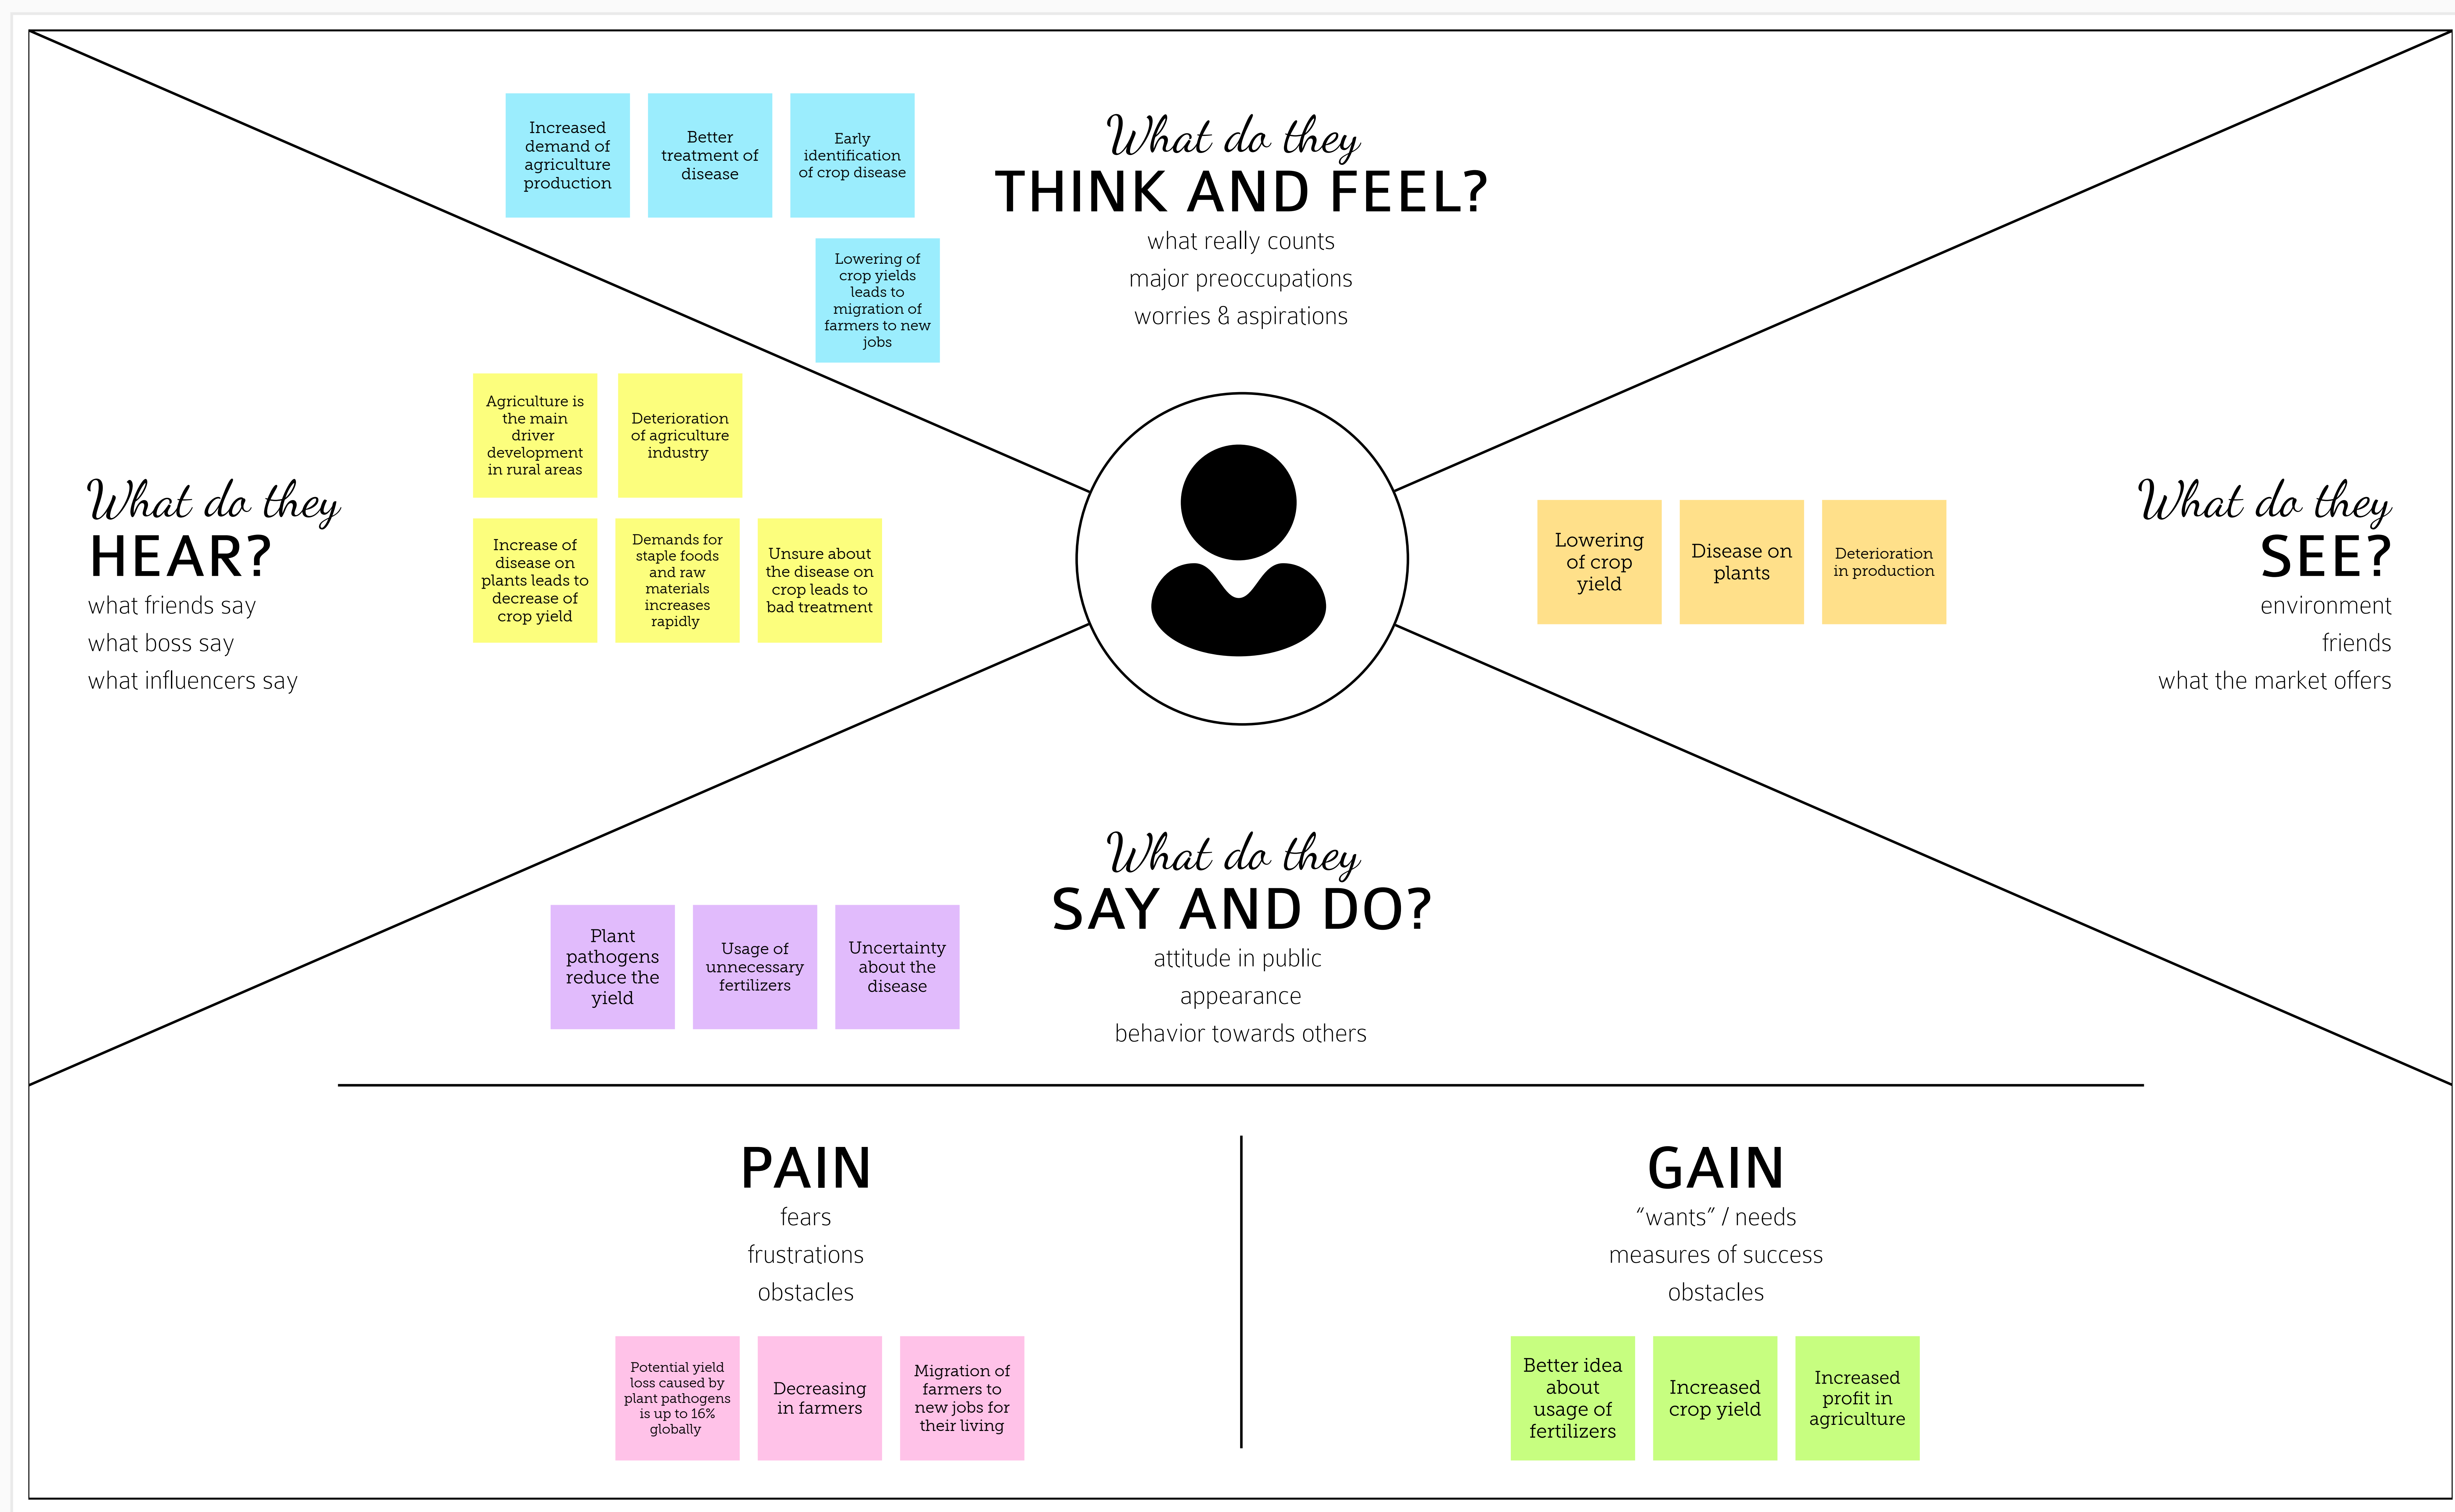 What do they
THINK AND FEEL?
what really counts
major preoccupations
worries & aspirations
Increased
demand of
agriculture
production
Better
treatment of
disease
Early
identification
of crop disease
Lowering of
crop yields
leads to
migration of
farmers to new
jobs
What do they
HEAR?
what friends say
what boss say
what influencers say
Agriculture is
the main
driver
development
in rural areas
Deterioration
of agriculture
industry
Increase of
disease on
plants leads to
decrease of
crop yield
Demands for
staple foods
and raw
materials
increases
rapidly
Unsure about
the disease on
crop leads to
bad treatment
Lowering
of crop
yield
Disease on
plants
Deterioration
in production
What do they
SEE?
environment
friends
what the market offers
What do they
SAY AND DO?
attitude in public
appearance
behavior towards others
Plant
pathogens
reduce the
yield
Usage of
unnecessary
fertilizers
Uncertainty
about the
disease
PAIN
fears
frustrations
obstacles
Potential yield
loss caused by
plant pathogens
is up to 16%
globally
Decreasing
in farmers
Migration of
farmers to
new jobs for
their living
GAIN
“wants” / needs
measures of success
obstacles
Better idea
about
usage of
fertilizers
Increased
crop yield
Increased
profit in
agriculture